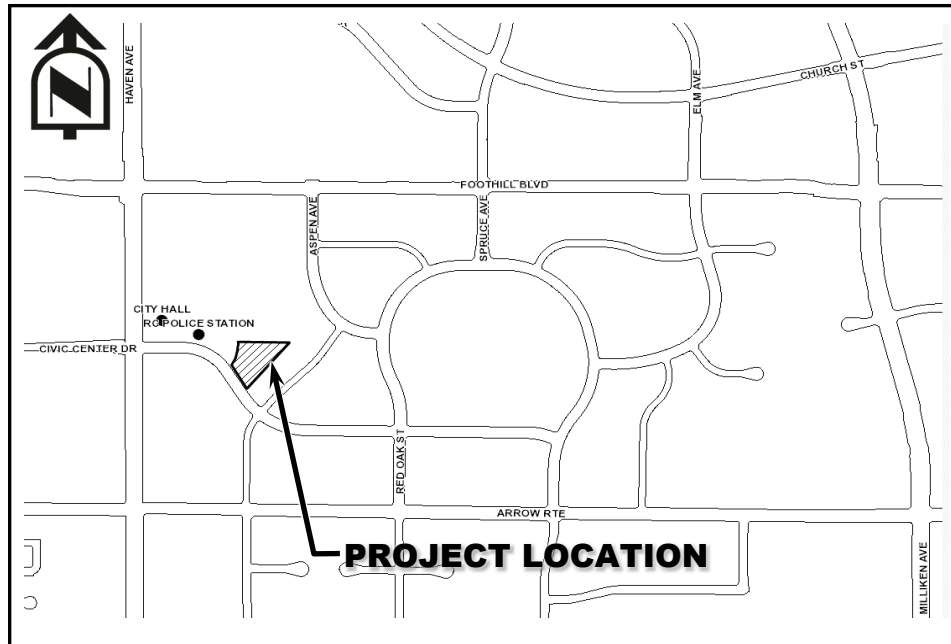 N
HAVEN AVE
ELM AVE
CHURCH ST
FOOTHILL BLVD
ASPEN AVE
SPRUCE AVE
CITY HALL
RC POLICE STATION
CIVIC CENTER DR
RED OAK ST
ARROW RTE
PROJECT LOCATION
MILLIKEN AVE